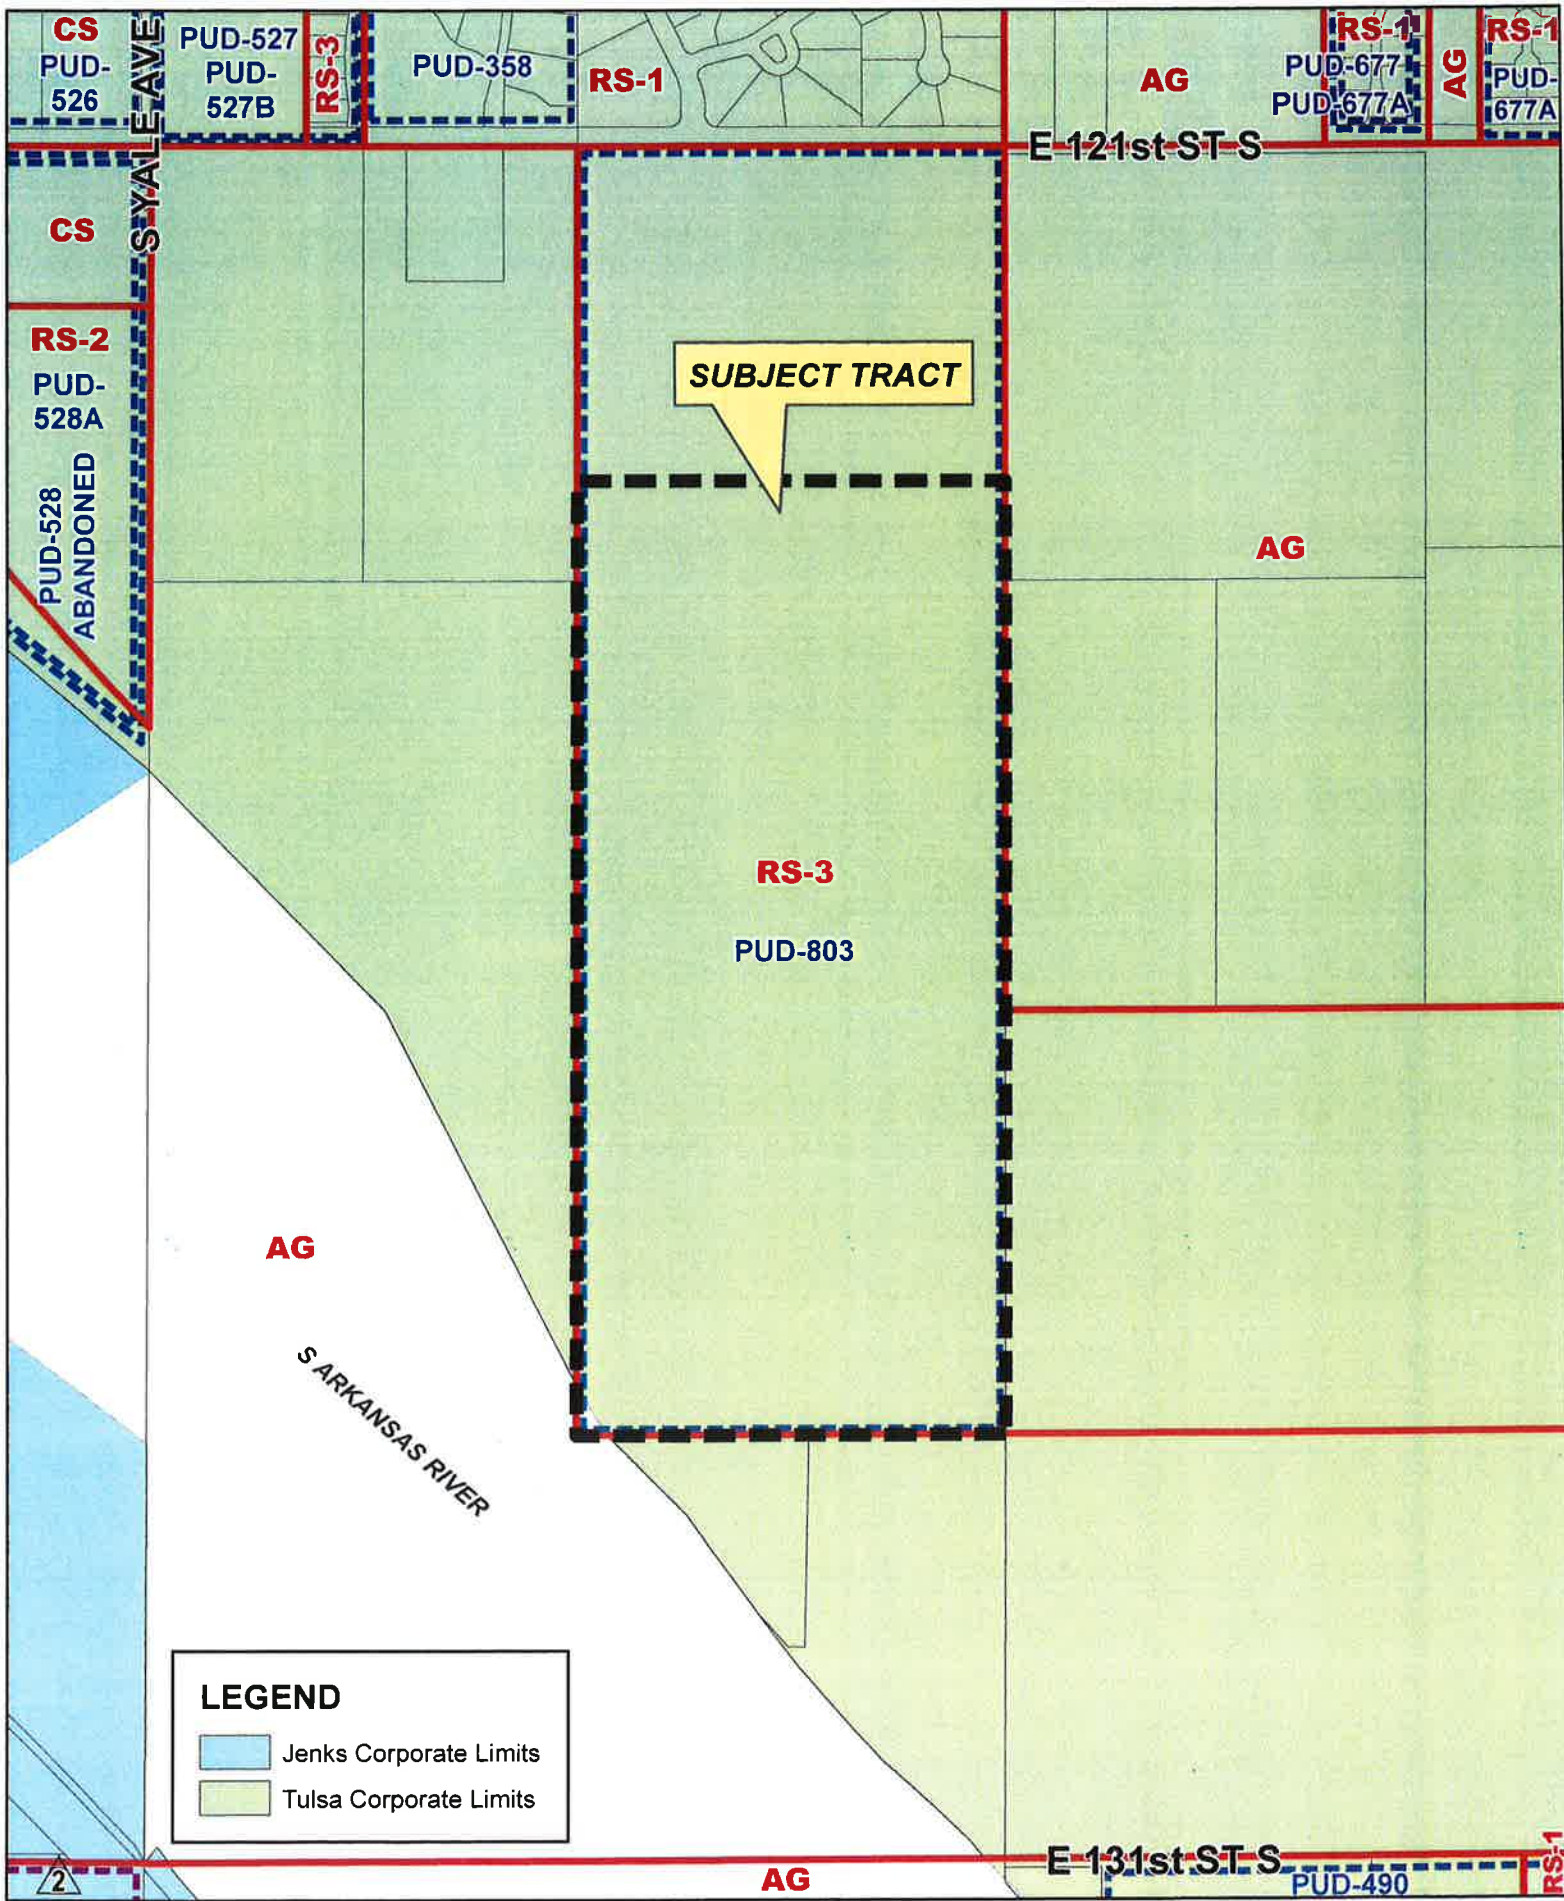 CS
PUD-
526
S YALE AVE
PUD-527
PUD-
527B
RS-3
PUD-358
RS-1
AG
RS-1
PUD-677
PUD-677A
AG
RS-1
PUD-
677A
E 121st ST S
CS
RS-2
PUD-
528A
PUD-528
ABANDONED
SUBJECT TRACT
AG
RS-3
PUD-803
AG
S ARKANSAS RIVER
LEGEND
Jenks Corporate Limits
Tulsa Corporate Limits
2
AG
E 131st ST S
PUD-490
RS-1